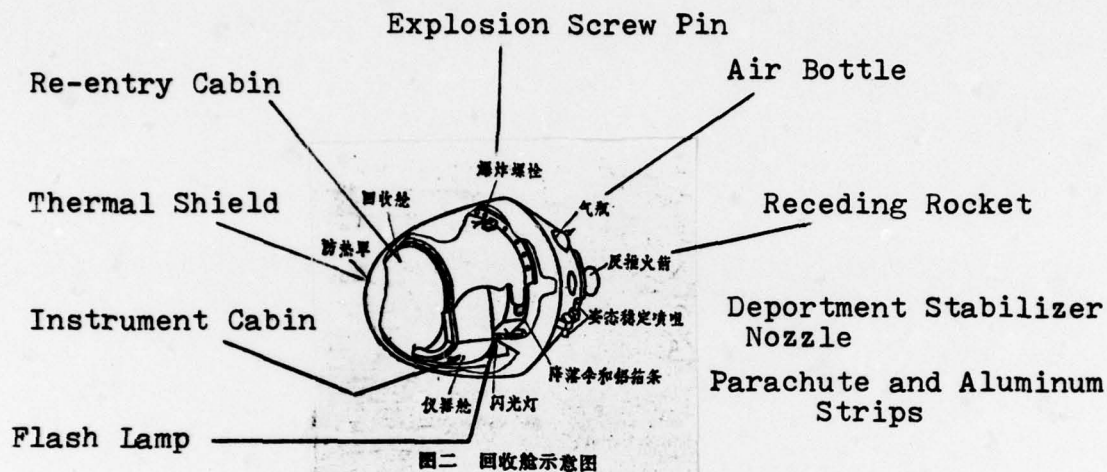 Explosion Screw Pin
Re-entry Cabin
Air Bottle
爆炸螺栓
Thermal Shield
回收舱
气瓶
Receding Rocket
防热罩
反推火箭
Instrument Cabin
姿态稳定喷咀
Deportment Stabilizer
Nozzle
降落伞和铝箔条
Parachute and Aluminum
Strips
仪器舱
闪光灯
Flash Lamp
图二 回收舱示意图